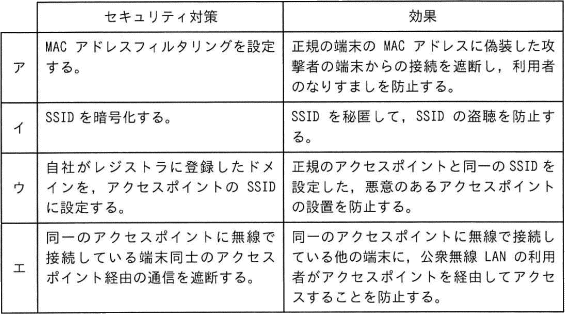 セキュリティ対策 効果
ア MAC アドレスフィルタリングを設定 正規の端末の MAC アドレスに偽装した攻
する。 撃者の端末からの接続を遮断し，利用者
のなりすましを防止する。
イ SSID を暗号化する。 SSID を秘匿して，SSID の盗聴を防止す
る。
ウ 自社がレジストラに登録したドメ 正規のアクセスポイントと同一の SSID を
インを，アクセスポイントの SSID 設定した，悪意のあるアクセスポイント
に設定する。 の設置を防止する。
エ 同一のアクセスポイントに無線で 同一のアクセスポイントに無線で接続し
接続している端末同士のアクセス ている他の端末に，公衆無線 LAN の利用
ポイント経由の通信を遮断する。 者がアクセスポイントを経由してアクセ
スすることを防止する。